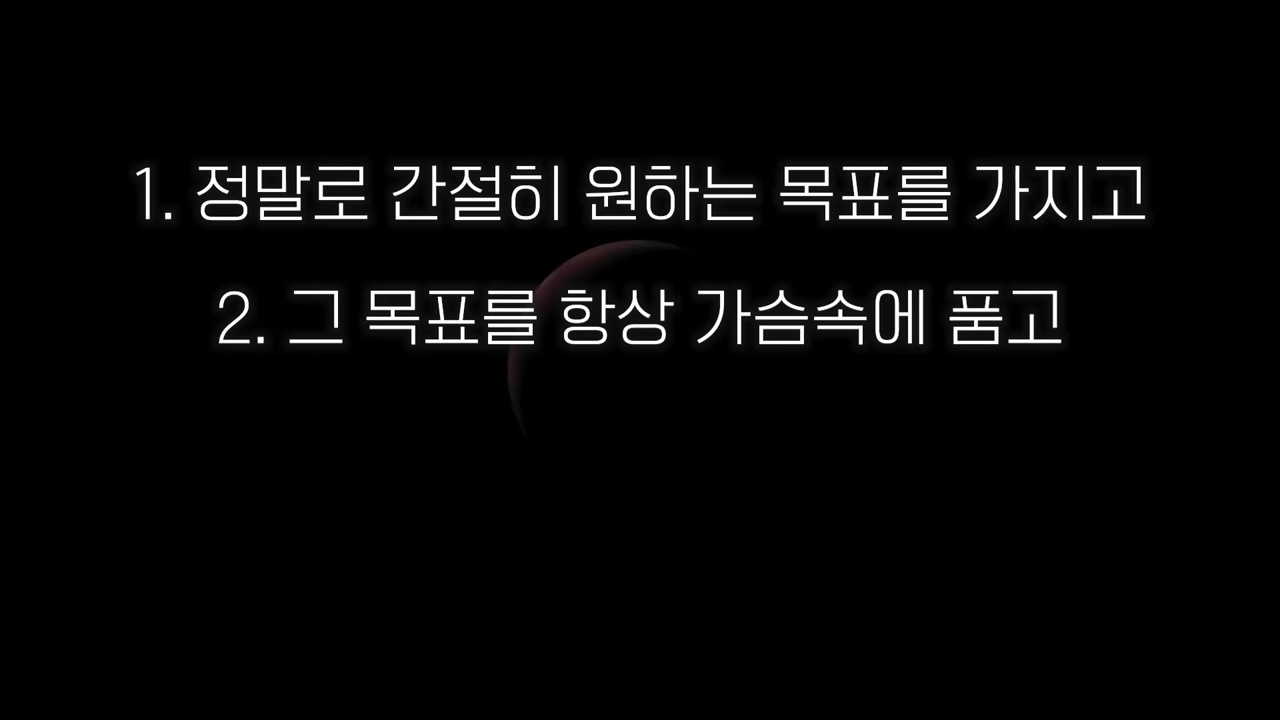 1. 정말로 간절히 원하는 목표를 가지고
2. 그 목표를 항상 가슴속에 품고